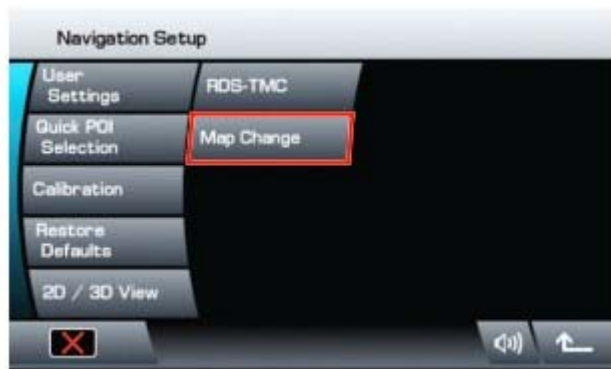 Navigation Setup
User
Settings
RDS-TMC
Quick POI
Selection
Map Change
Calibration
Restore
Defaults
2D / 3D View